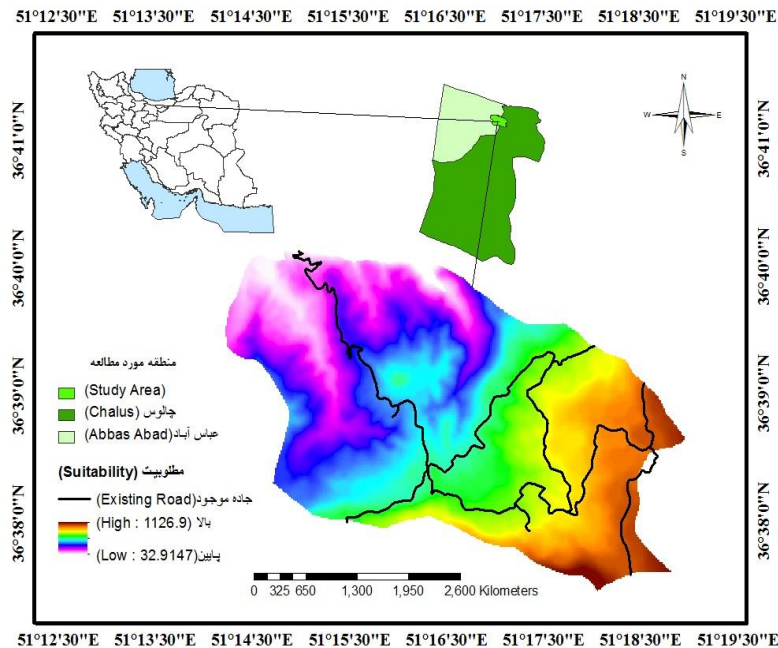 51°12'30"E 51°13'30"E 51°14'30"E 51°15'30"E 51°16'30"E 51°17'30"E 51°18'30"E 51°19'30"E
36°41'0"N 36°41'0"N
N
W E
S
36°40'0"N 36°40'0"N
منطقه مورد مطالعه
(Study Area)
36°39'0"N 36°39'0"N
چالوس (Chalus)
عباس آباد (Abbas Abad)
مطلوبیت (Suitability)
جاده موجود (Existing Road)
بالا (High : 1126.9)
36°38'0"N 36°38'0"N
پایین (Low : 32.9147)
0 325 650 1,300 1,950 2,600 Kilometers
51°12'30"E 51°13'30"E 51°14'30"E 51°15'30"E 51°16'30"E 51°17'30"E 51°18'30"E 51°19'30"E